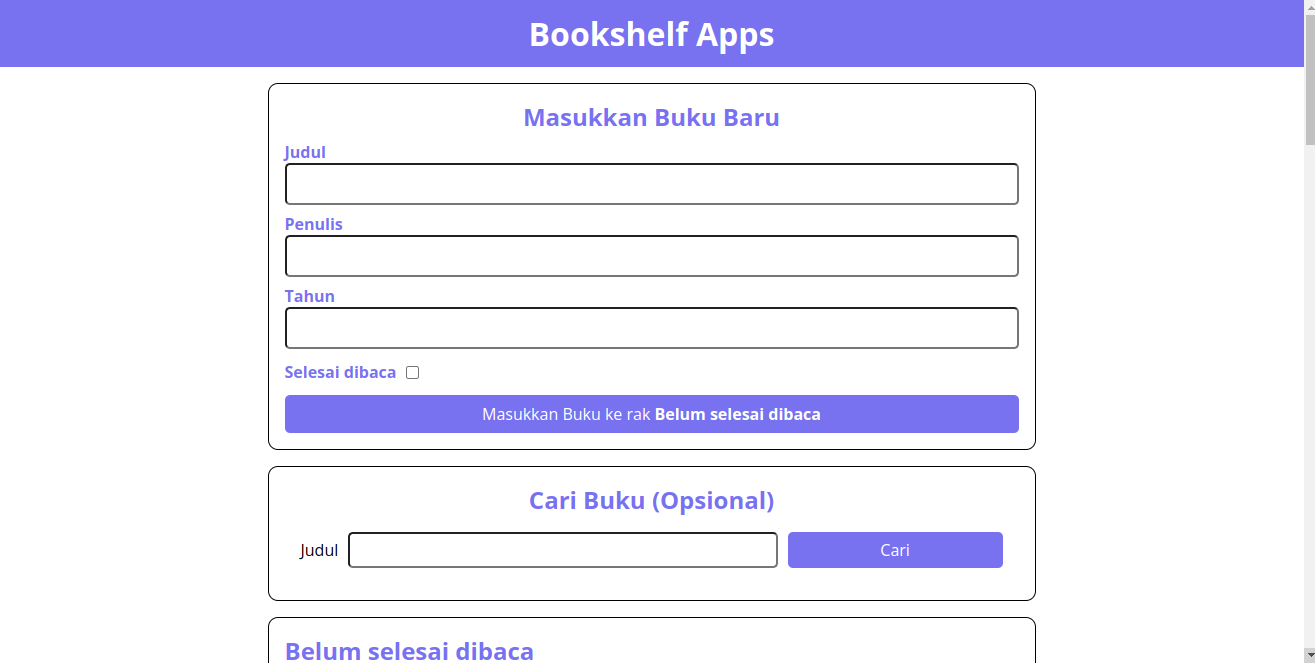 Bookshelf Apps
Masukkan Buku Baru
Judul
Penulis
Tahun
Selesai dibaca
Masukkan Buku ke rak Belum selesai dibaca
Cari Buku (Opsional)
Judul
Cari
Belum selesai dibaca